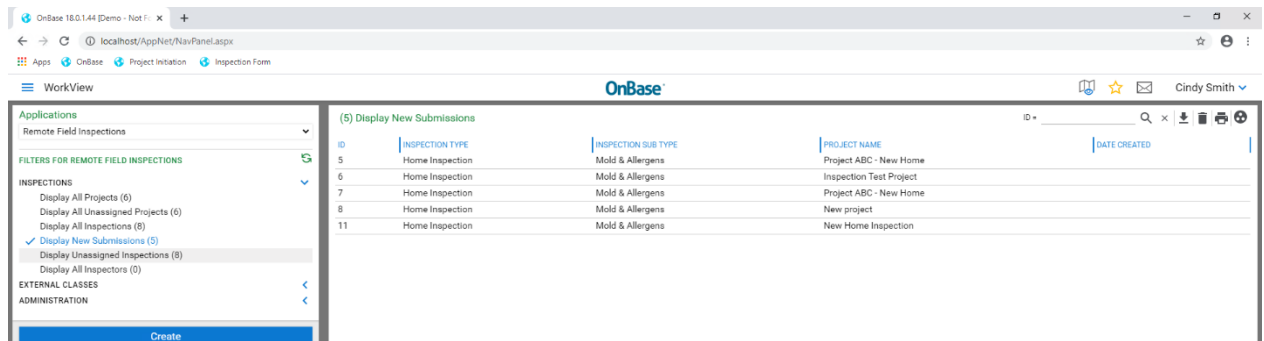 OnBase 18.0.1.44 [Demo - Not Fo
localhost/AppNet/NavPanel.aspx
Apps OnBase Project Initiation Inspection Form
WorkView OnBase Cindy Smith
Applications
Remote Field Inspections
FILTERS FOR REMOTE FIELD INSPECTIONS
INSPECTIONS
Display All Projects (6)
Display All Unassigned Projects (6)
Display All Inspections (8)
Display New Submissions (5)
Display Unassigned Inspections (8)
Display All Inspectors (0)
EXTERNAL CLASSES
ADMINISTRATION
Create
(5) Display New Submissions ID =
ID INSPECTION TYPE INSPECTION SUB TYPE PROJECT NAME DATE CREATED
5 Home Inspection Mold & Allergens Project ABC - New Home
6 Home Inspection Mold & Allergens Inspection Test Project
7 Home Inspection Mold & Allergens Project ABC - New Home
8 Home Inspection Mold & Allergens New project
11 Home Inspection Mold & Allergens New Home Inspection